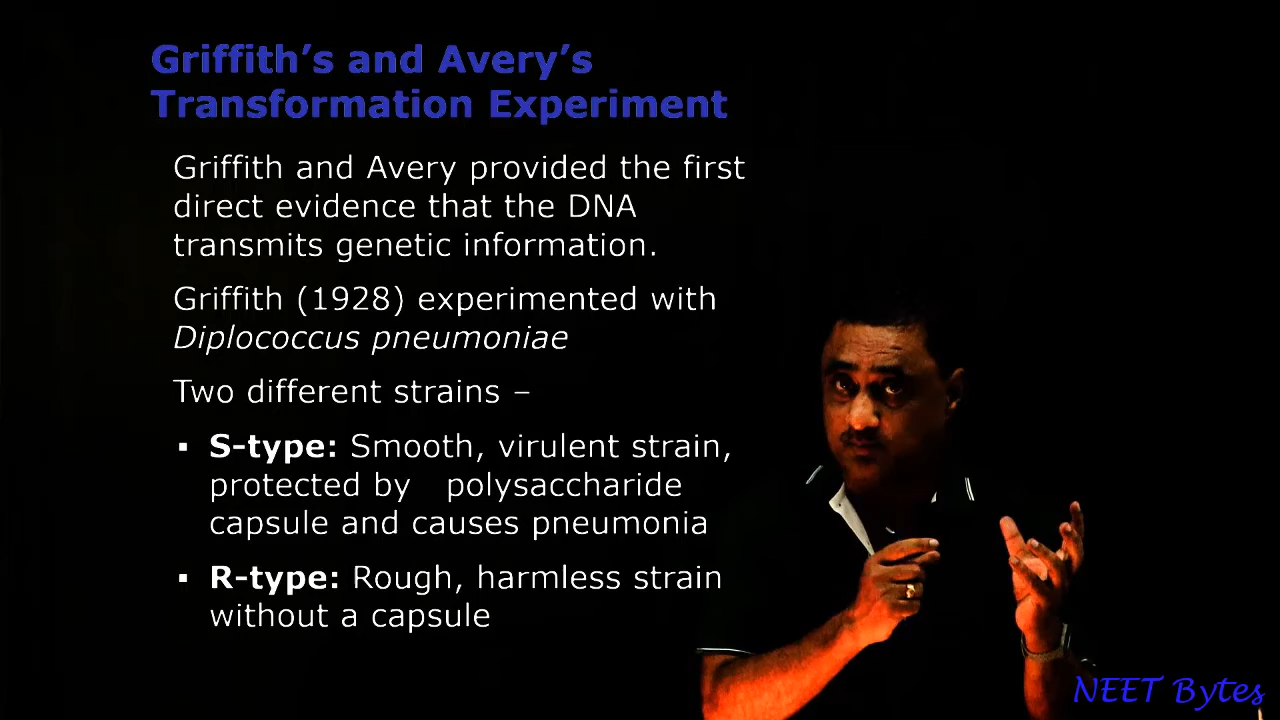 Griffith’s and Avery’s
Transformation Experiment
Griffith and Avery provided the first
direct evidence that the DNA
transmits genetic information.
Griffith (1928) experimented with
Diplococcus pneumoniae
Two different strains –
▪ S-type: Smooth, virulent strain,
protected by polysaccharide
capsule and causes pneumonia
▪ R-type: Rough, harmless strain
without a capsule
NEET Bytes